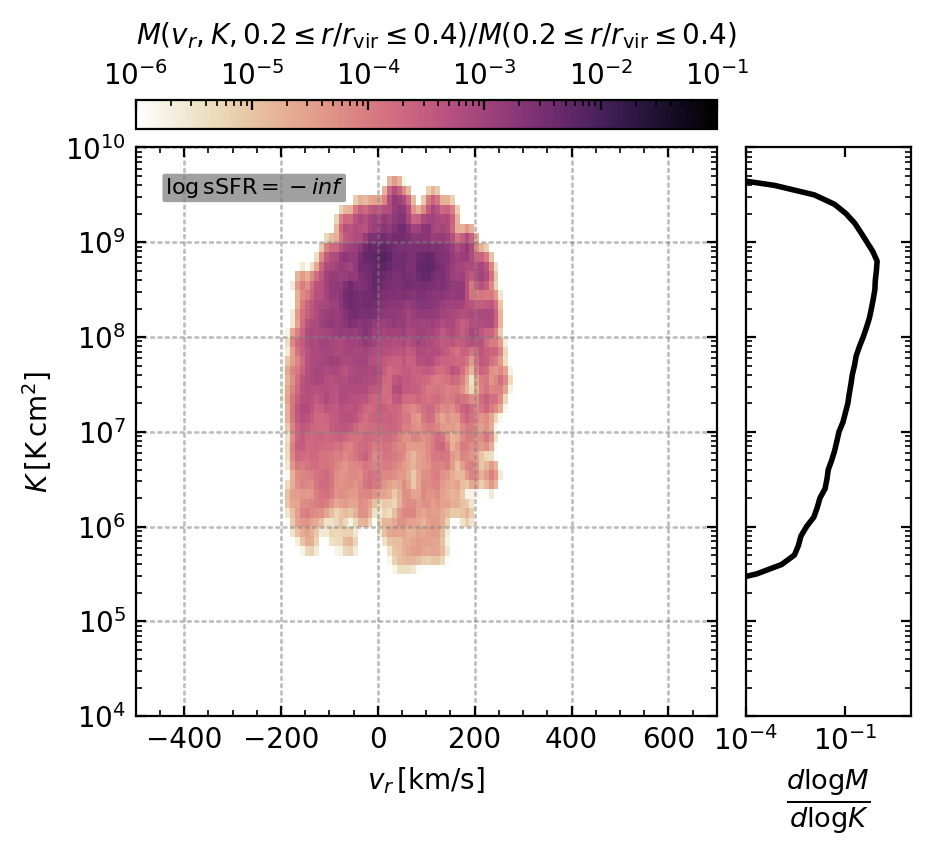 M(v_r, K, 0.2 ≤ r/r_vir ≤ 0.4)/M(0.2 ≤ r/r_vir ≤ 0.4)
10^−6 10^−5 10^−4 10^−3 10^−2 10^−1
log sSFR = −inf
10^10
10^9
10^8
10^7
10^6
10^5
10^4
K [K cm^2]
−400 −200 0 200 400 600
v_r [km/s]
10^−4 10^−1
dlogM
dlogK